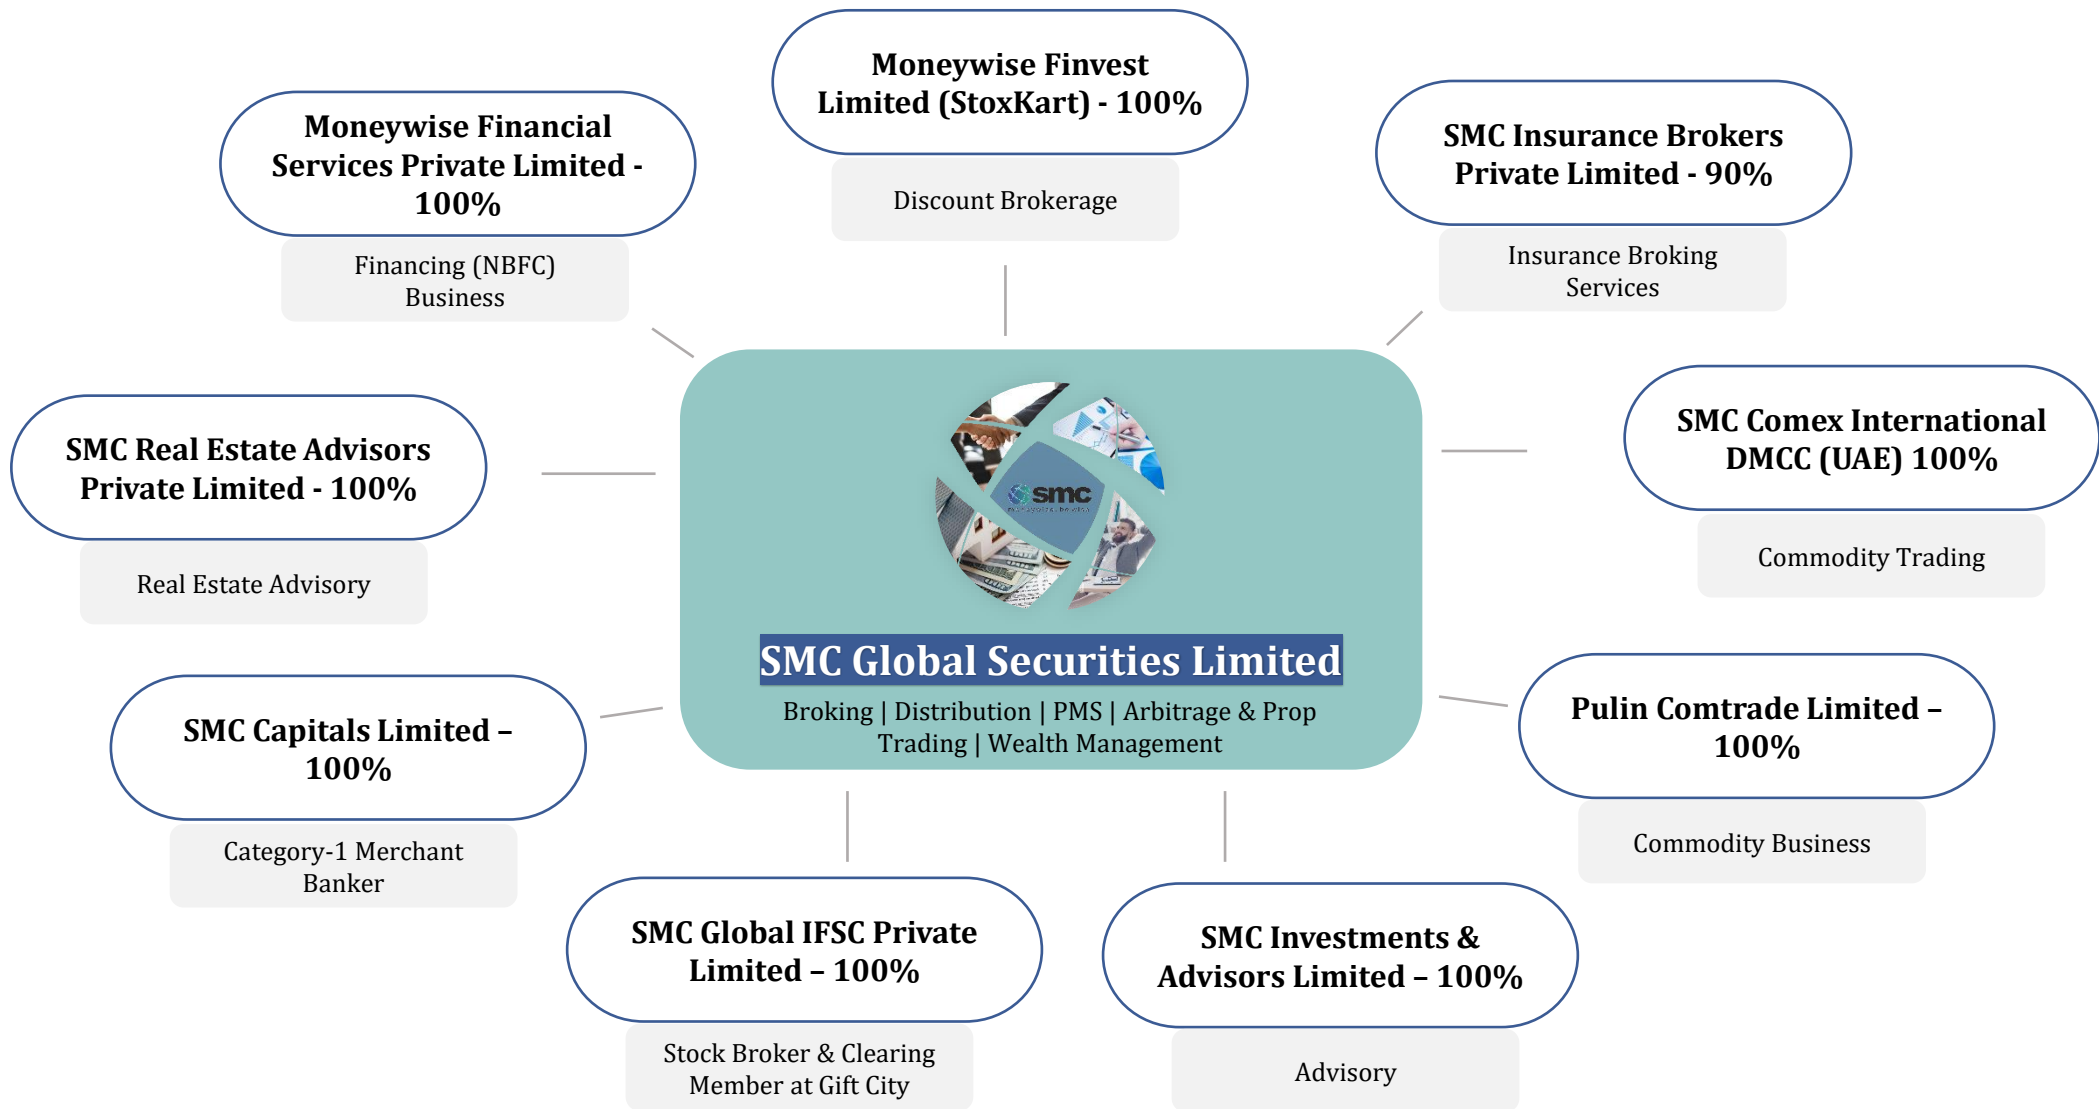 Moneywise Finvest
Limited (StoxKart) - 100%
Discount Brokerage
Moneywise Financial
Services Private Limited -
100%
Financing (NBFC)
Business
SMC Insurance Brokers
Private Limited - 90%
Insurance Broking
Services
SMC Real Estate Advisors
Private Limited - 100%
Real Estate Advisory
SMC Comex International
DMCC (UAE) 100%
Commodity Trading
smc
SMC Global Securities Limited
Broking | Distribution | PMS | Arbitrage & Prop
Trading | Wealth Management
SMC Capitals Limited –
100%
Category-1 Merchant
Banker
Pulin Comtrade Limited –
100%
Commodity Business
SMC Global IFSC Private
Limited – 100%
Stock Broker & Clearing
Member at Gift City
SMC Investments &
Advisors Limited – 100%
Advisory